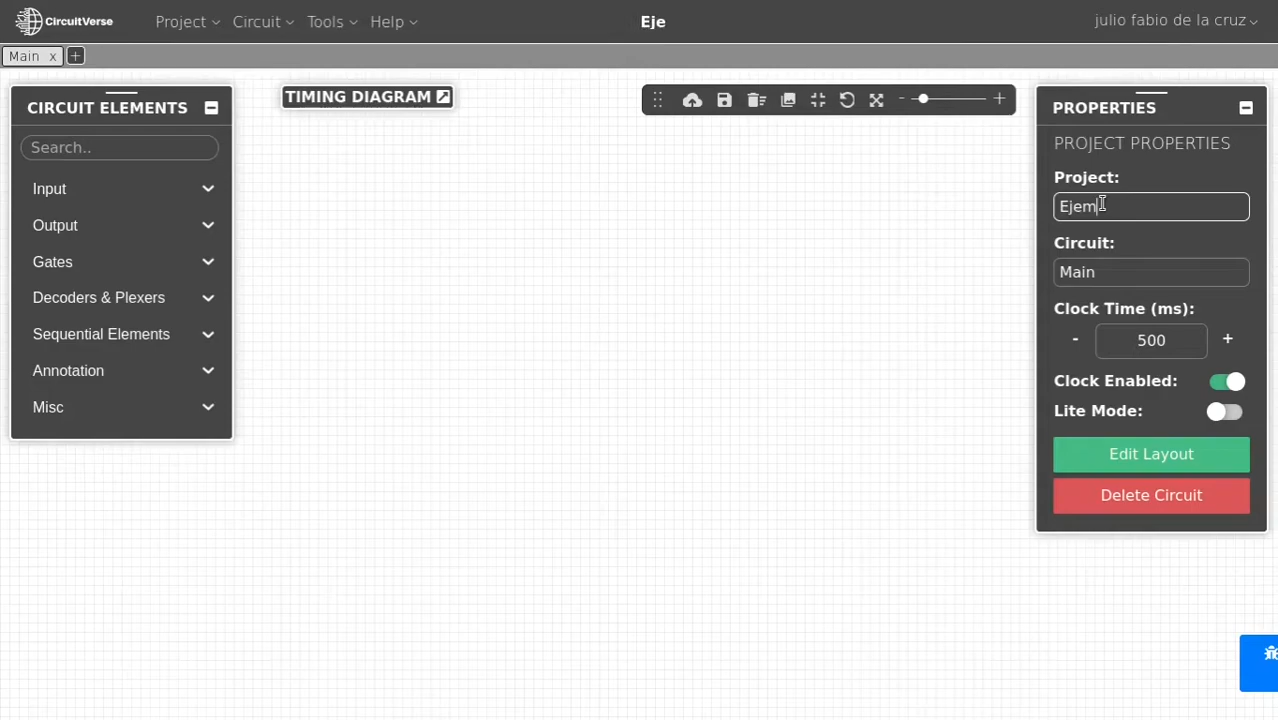 CircuitVerse
Project
Circuit
Tools
Help
Eje
julio fabio de la cruz
Main x +
CIRCUIT ELEMENTS
Search..
Input
Output
Gates
Decoders & Plexers
Sequential Elements
Annotation
Misc
TIMING DIAGRAM
- +
PROPERTIES
PROJECT PROPERTIES
Project:
Ejem
Circuit:
Main
Clock Time (ms):
- 500 +
Clock Enabled:
Lite Mode:
Edit Layout
Delete Circuit